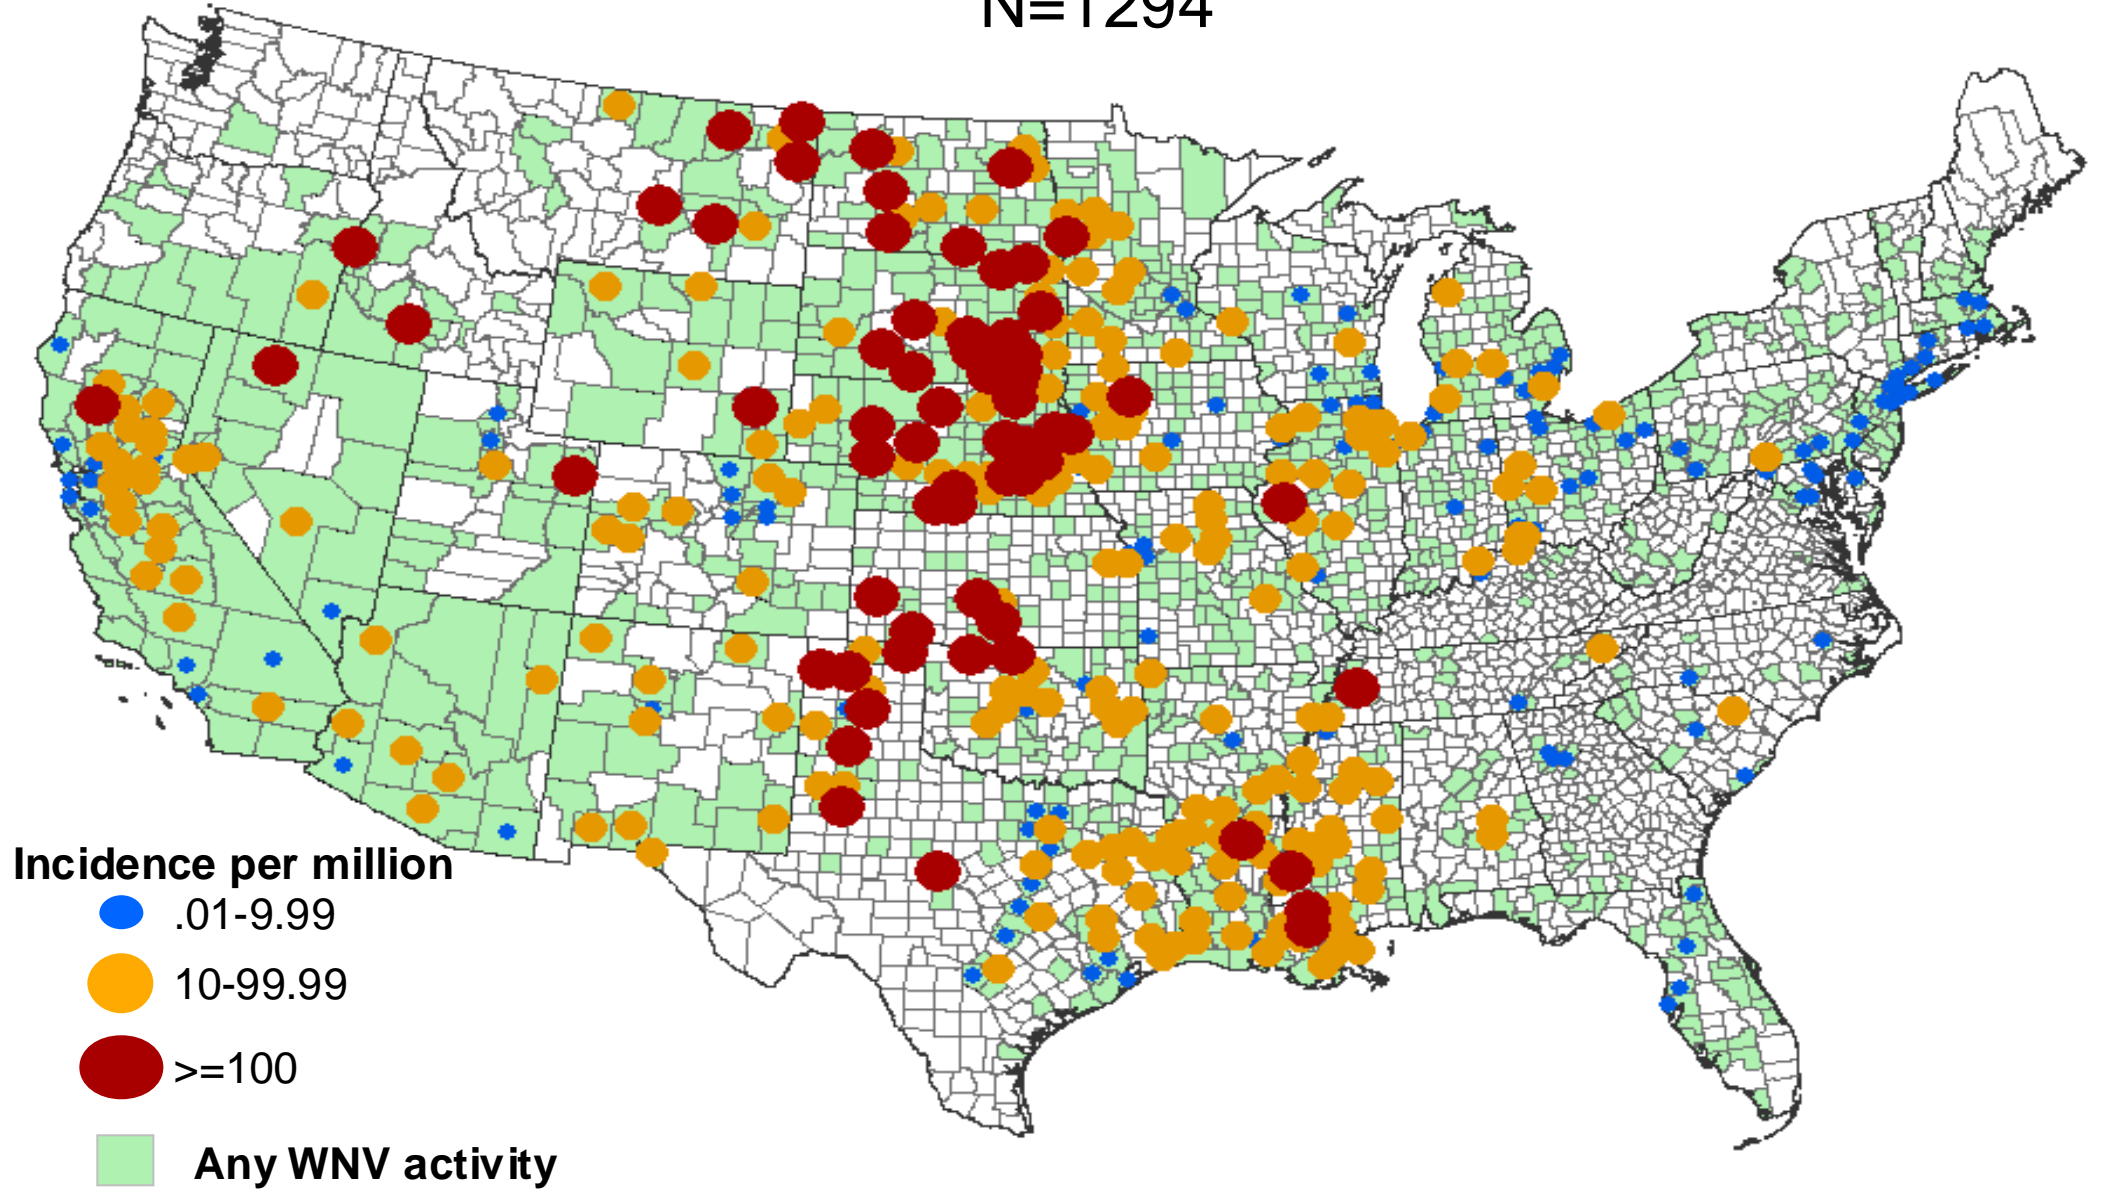 N=1294
Incidence per million
.01-9.99
10-99.99
>=100
Any WNV activity